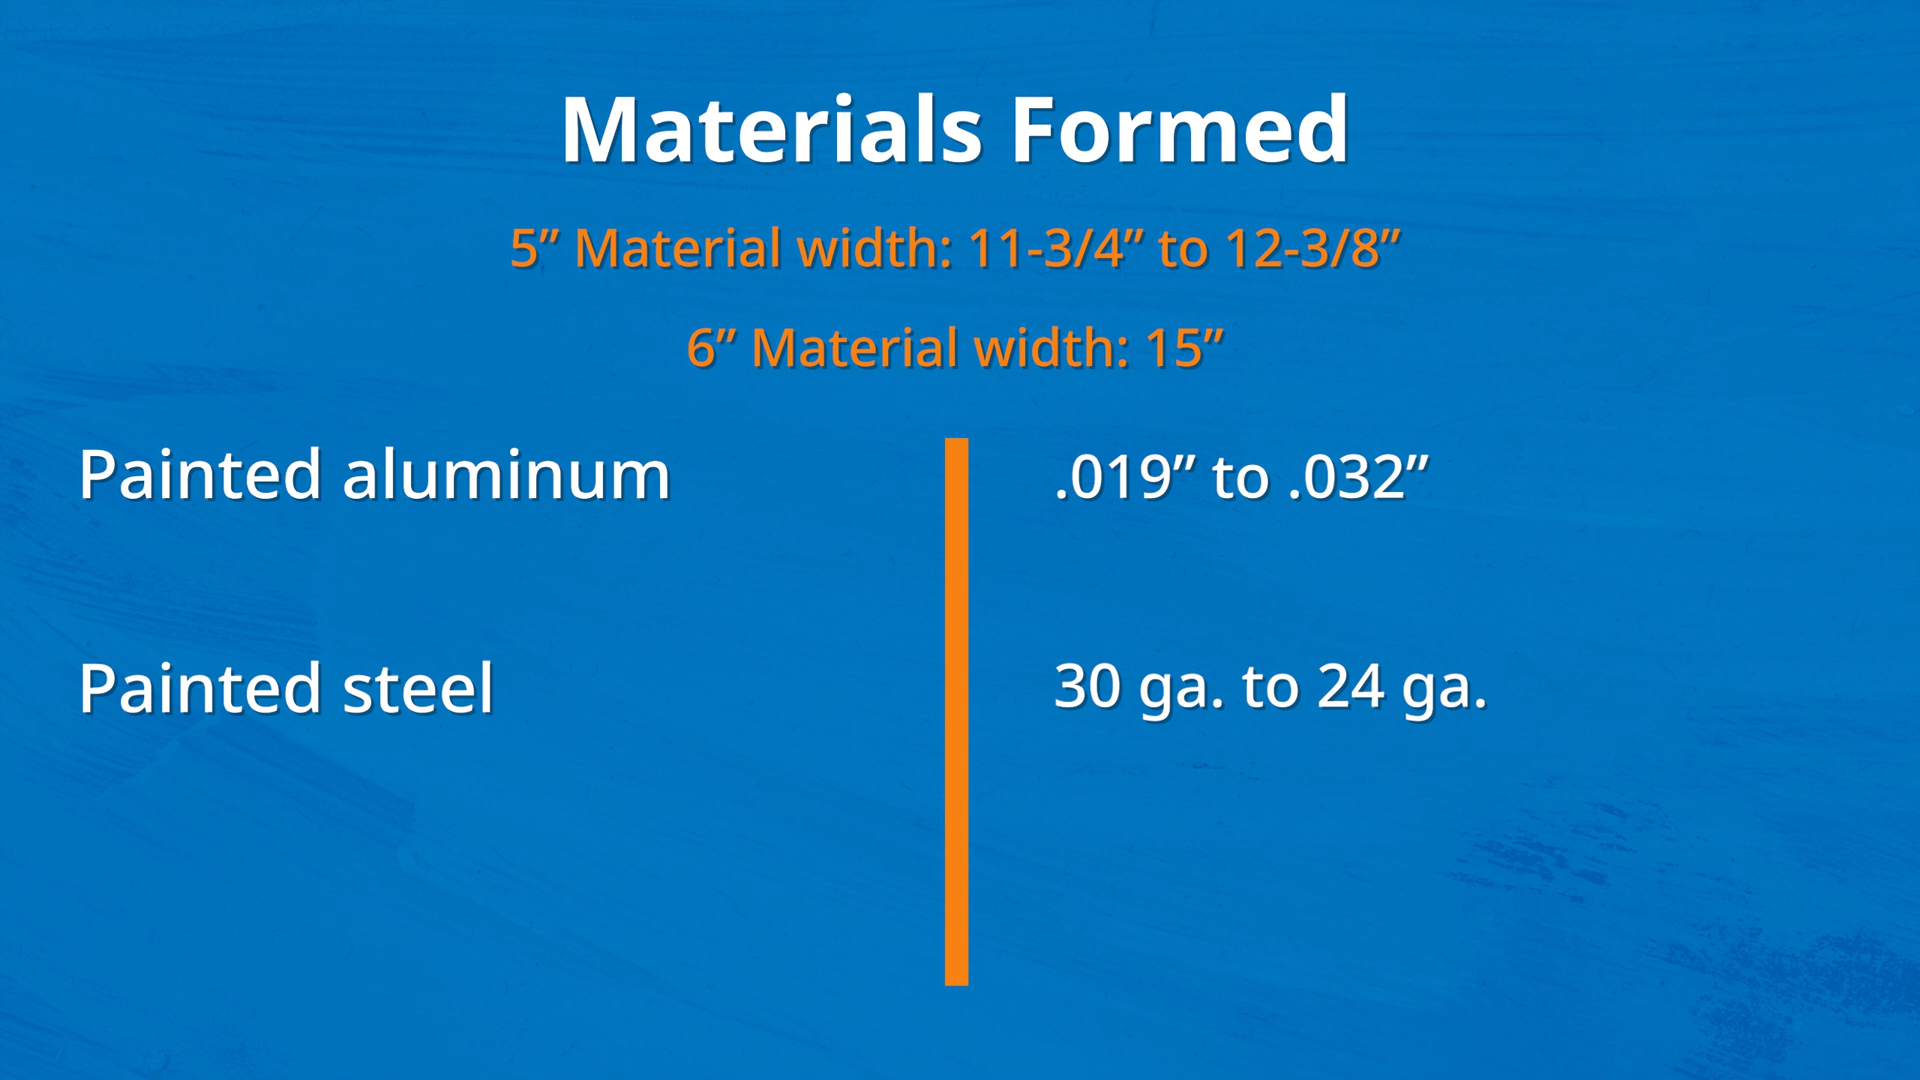 Materials Formed
5” Material width: 11-3/4” to 12-3/8”
6” Material width: 15”
Painted aluminum
.019” to .032”
Painted steel
30 ga. to 24 ga.